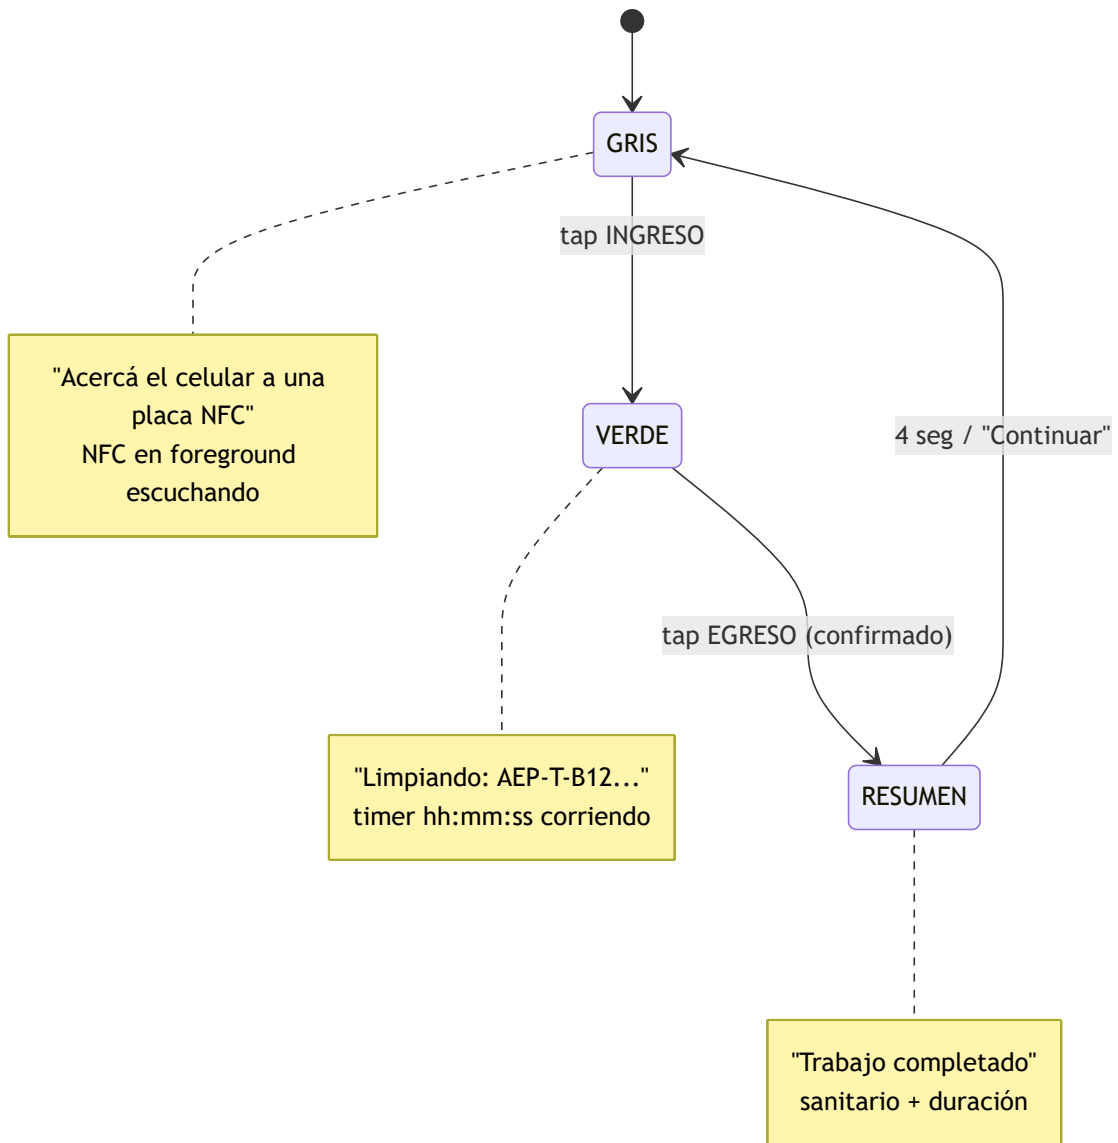 GRIS
tap INGRESO
"Acercá el celular a una
placa NFC"
NFC en foreground
escuchando
VERDE
4 seg / "Continuar"
tap EGRESO (confirmado)
"Limpiando: AEP-T-B12..."
timer hh:mm:ss corriendo
RESUMEN
"Trabajo completado"
sanitario + duración